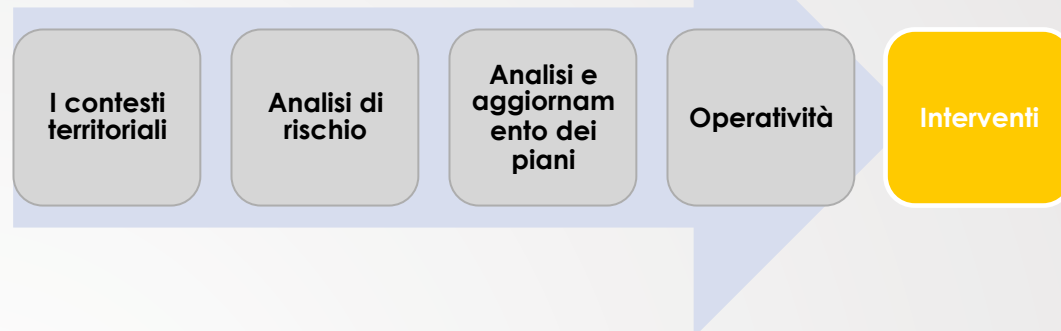 I contesti
territoriali
Analisi di
rischio
Analisi e
aggiornam
ento dei
piani
Operatività
Interventi